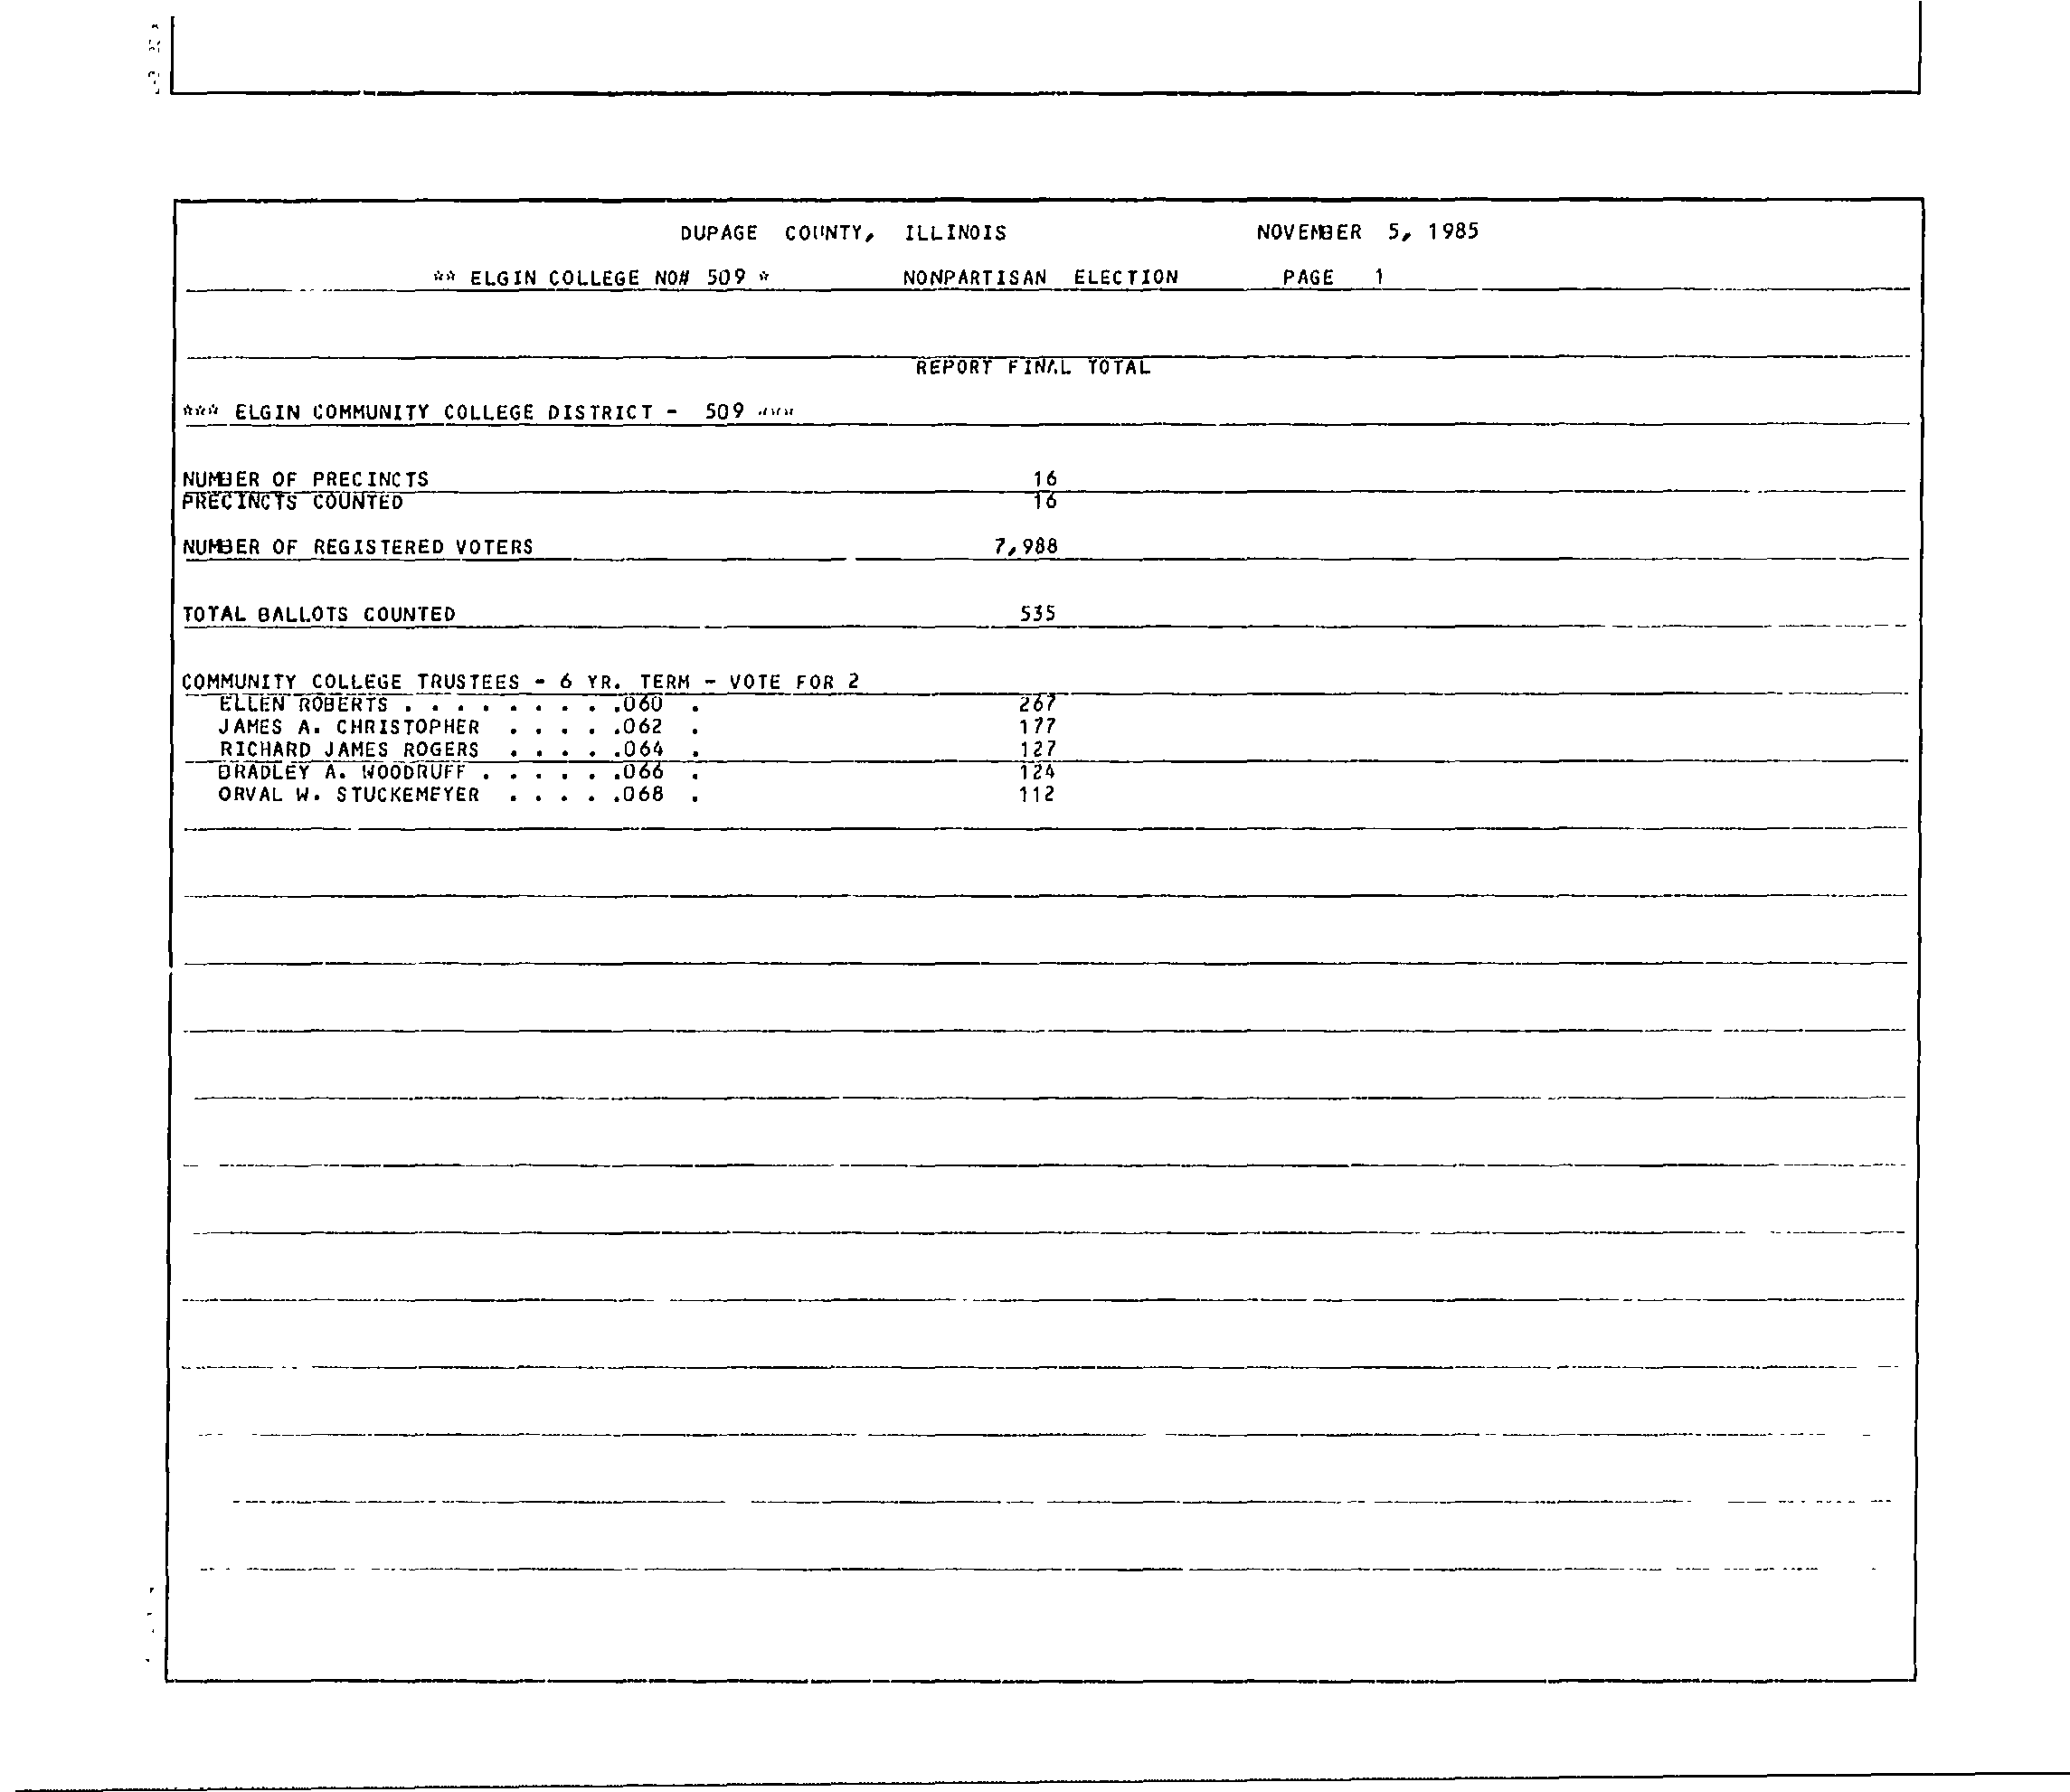 DUPAGE COUNTY, ILLINOIS NOVEMBER 5, 1985
** ELGIN COLLEGE NO# 509 * NONPARTISAN ELECTION PAGE 1
REPORT FINAL TOTAL
*** ELGIN COMMUNITY COLLEGE DISTRICT - 509 ***
NUMBER OF PRECINCTS 16
PRECINCTS COUNTED 16
NUMBER OF REGISTERED VOTERS 7,988
TOTAL BALLOTS COUNTED 535
COMMUNITY COLLEGE TRUSTEES - 6 YR. TERM - VOTE FOR 2
ELLEN ROBERTS . . . . . . . . .060 . 267
JAMES A. CHRISTOPHER . . . . .062 . 177
RICHARD JAMES ROGERS . . . . .064 . 127
BRADLEY A. WOODRUFF . . . . . .066 . 124
ORVAL W. STUCKEMEYER . . . . .068 . 112